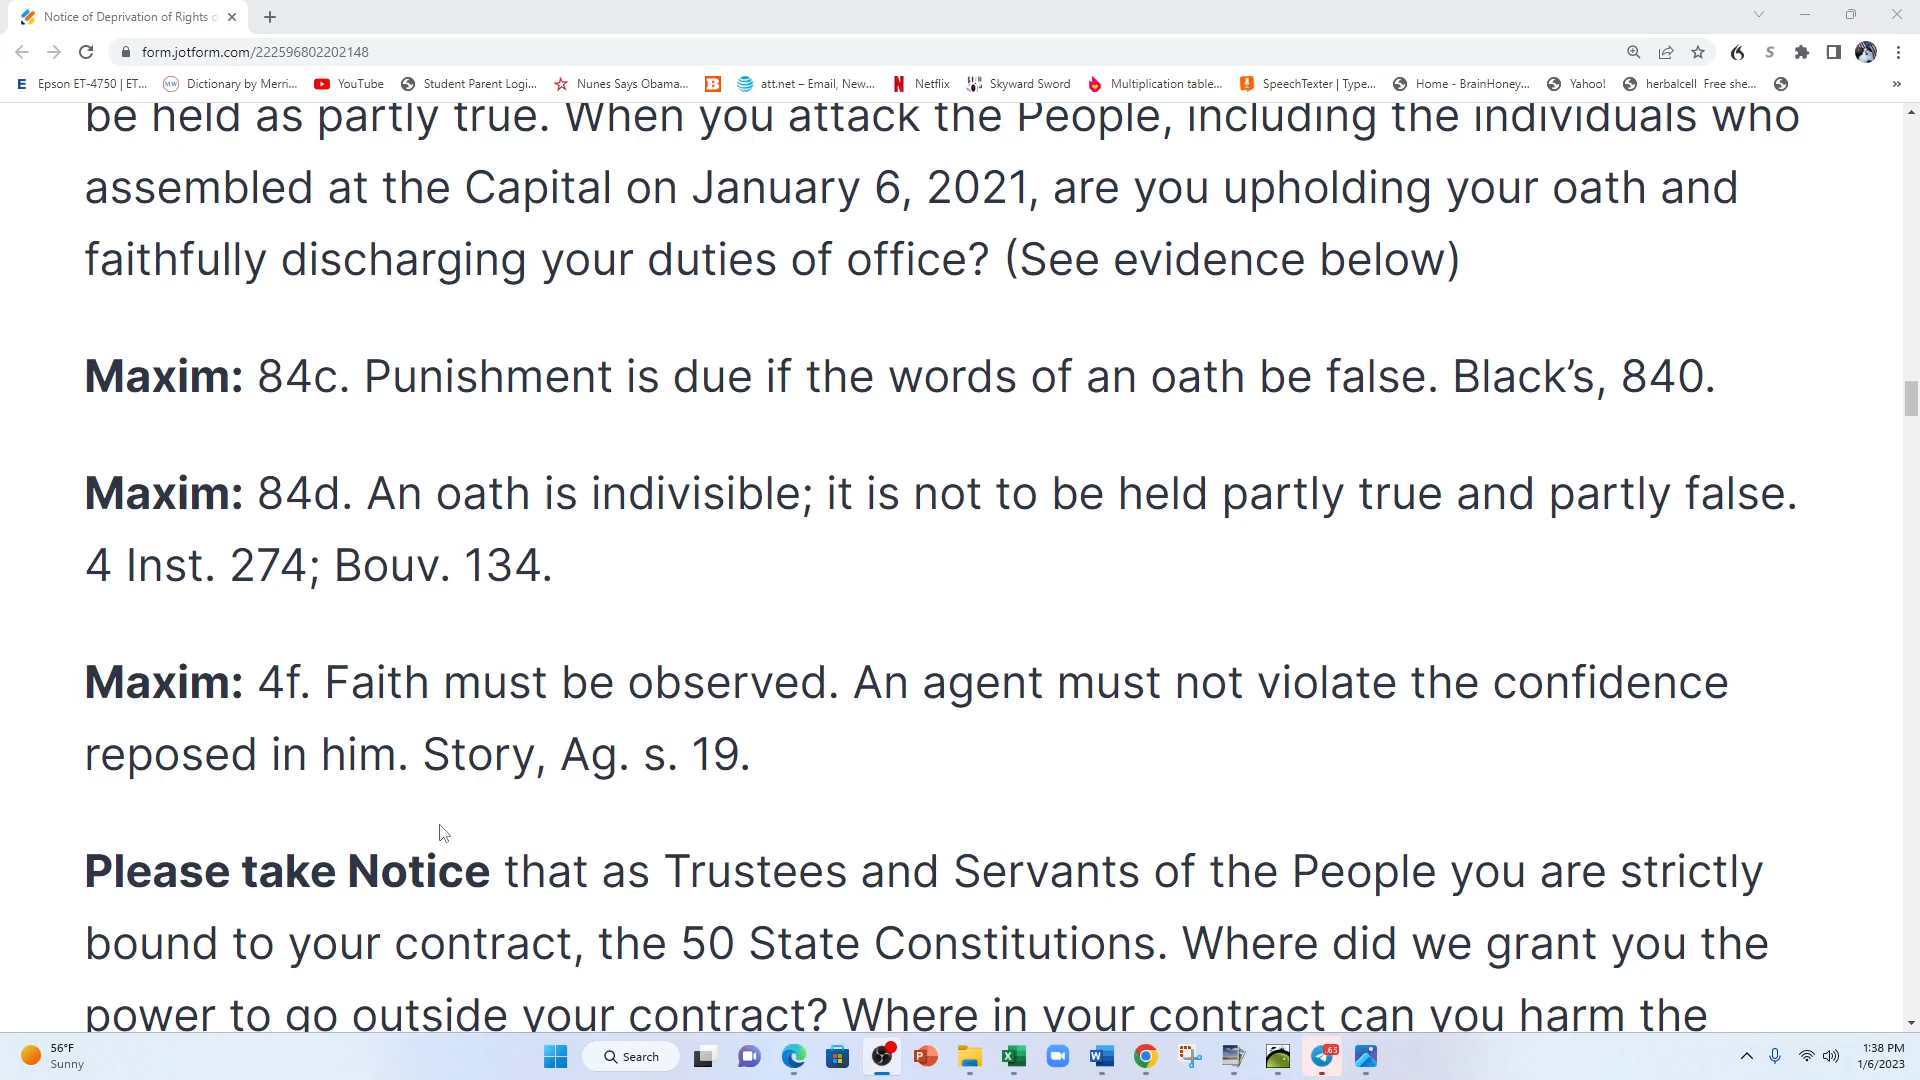 Notice of Deprivation of Rights
form.jotform.com/222596802202148
Epson ET-4750 | ET...
Dictionary by Merri...
YouTube
Student Parent Logi...
Nunes Says Obama...
att.net – Email, New...
Netflix
Skyward Sword
Multiplication table...
SpeechTexter | Type...
Home - BrainHoney...
Yahoo!
herbalcell Free she...
be held as partly true. When you attack the People, including the individuals who
assembled at the Capital on January 6, 2021, are you upholding your oath and
faithfully discharging your duties of office? (See evidence below)
Maxim: 84c. Punishment is due if the words of an oath be false. Black’s, 840.
Maxim: 84d. An oath is indivisible; it is not to be held partly true and partly false.
4 Inst. 274; Bouv. 134.
Maxim: 4f. Faith must be observed. An agent must not violate the confidence
reposed in him. Story, Ag. s. 19.
Please take Notice that as Trustees and Servants of the People you are strictly
bound to your contract, the 50 State Constitutions. Where did we grant you the
power to go outside your contract? Where in your contract can you harm the
56°F
Sunny
Search
65
1:38 PM
1/6/2023